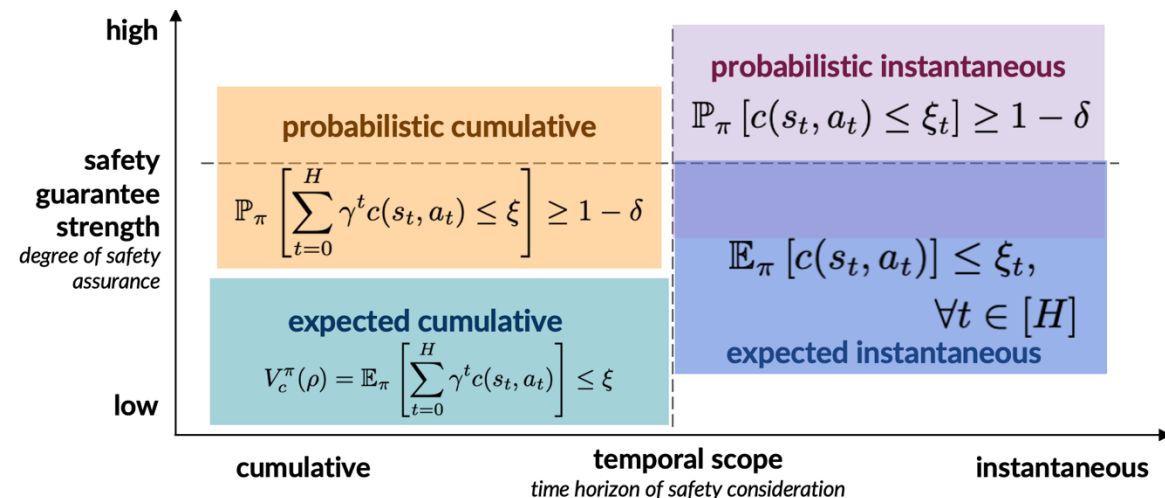 high
safety
guarantee
strength
degree of safety
assurance
low
probabilistic cumulative
ℙ_π [∑_{t=0}^{H} γ^t c(s_t, a_t) ≤ ξ] ≥ 1 − δ
expected cumulative
V_c^π(ρ) = 𝔼_π [∑_{t=0}^{H} γ^t c(s_t, a_t)] ≤ ξ
probabilistic instantaneous
ℙ_π [c(s_t, a_t) ≤ ξ_t] ≥ 1 − δ
𝔼_π [c(s_t, a_t)] ≤ ξ_t,
∀t ∈ [H]
expected instantaneous
cumulative
temporal scope
time horizon of safety consideration
instantaneous